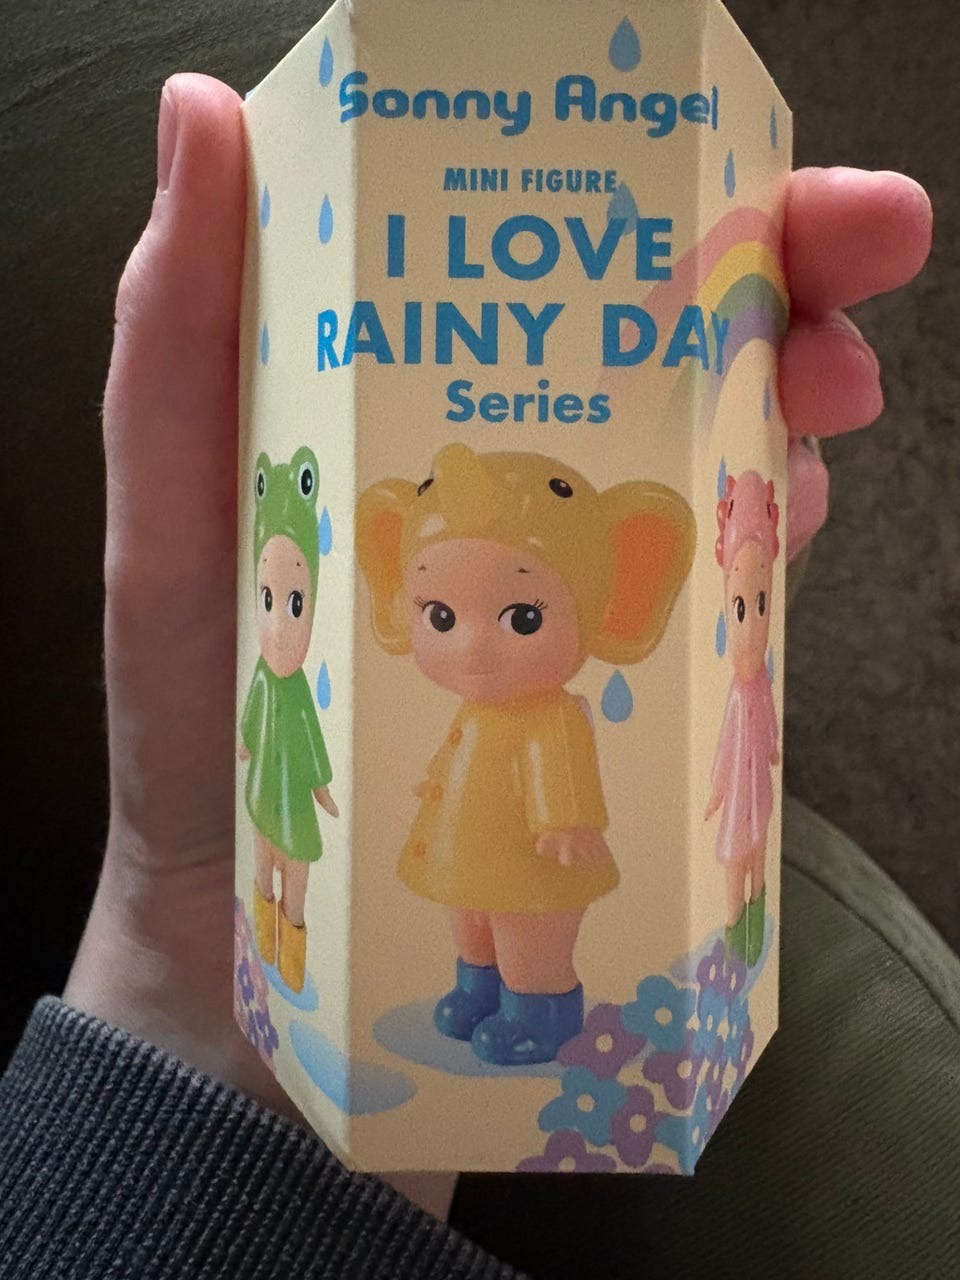 Sonny Angel
MINI FIGURE
I LOVE
RAINY DAY
Series